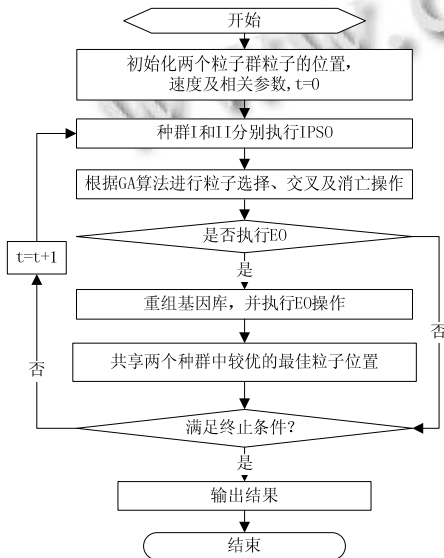 开始
初始化两个粒子群粒子的位置，
速度及相关参数,t=0
种群I和II分别执行IPSO
根据GA算法进行粒子选择、交叉及消亡操作
是否执行EO
t=t+1
是
重组基因库，并执行EO操作
否
共享两个种群中较优的最佳粒子位置
否
满足终止条件？
是
输出结果
结束